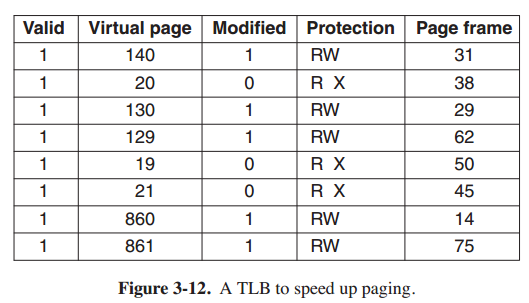 Valid Virtual page Modified Protection Page frame
1 140 1 RW 31
1 20 0 R X 38
1 130 1 RW 29
1 129 1 RW 62
1 19 0 R X 50
1 21 0 R X 45
1 860 1 RW 14
1 861 1 RW 75
Figure 3-12. A TLB to speed up paging.